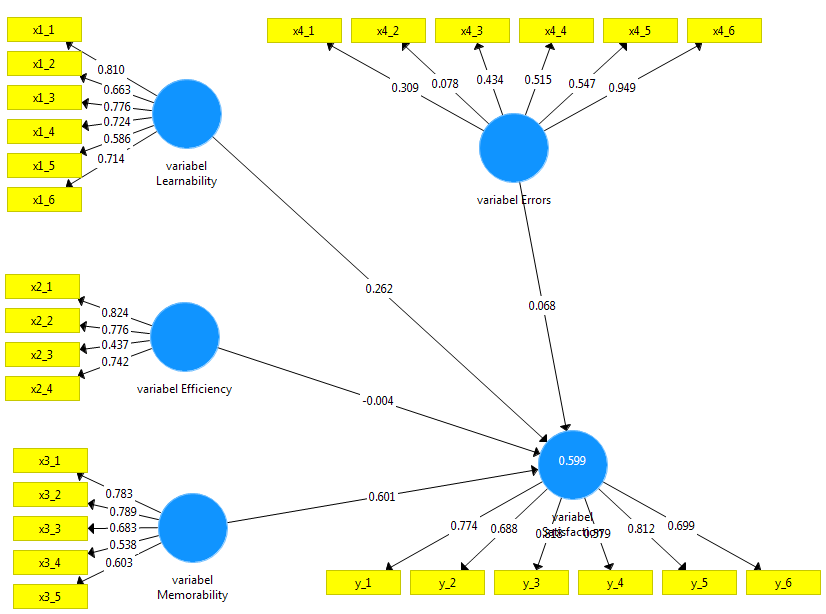 x1_1
x1_2
x1_3
x1_4
x1_5
x1_6
0.810
0.663
0.776
0.724
0.586
0.714
variabel
Learnability
x4_1
x4_2
x4_3
x4_4
x4_5
x4_6
0.309
0.078
0.434
0.515
0.547
0.949
variabel Errors
0.262
0.068
x2_1
x2_2
x2_3
x2_4
0.824
0.776
0.437
0.742
variabel Efficiency
-0.004
x3_1
x3_2
x3_3
x3_4
x3_5
0.783
0.789
0.683
0.538
0.603
variabel
Memorability
0.601
0.599
variabel
Satisfaction
0.774
0.688
0.812
0.699
y_1
y_2
y_3
y_4
y_5
y_6